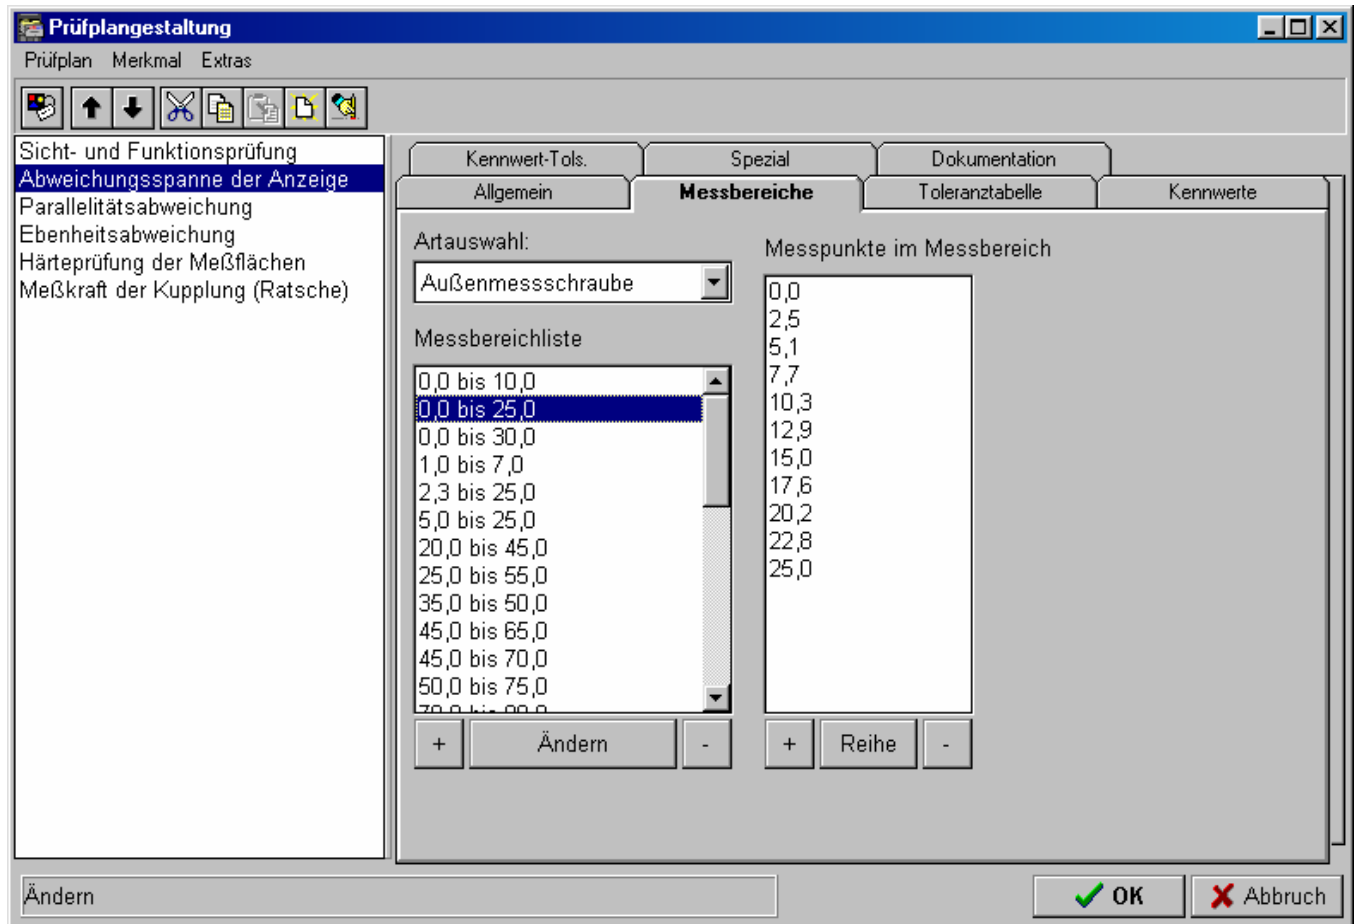 Prüfplangestaltung
Prüfplan Merkmal Extras
Sicht- und Funktionsprüfung
Abweichungsspanne der Anzeige
Parallelitätsabweichung
Ebenheitsabweichung
Härteprüfung der Meßflächen
Meßkraft der Kupplung (Ratsche)
Kennwert-Tols. Spezial Dokumentation
Allgemein Messbereiche Toleranztabelle Kennwerte
Artauswahl:
Außenmessschraube
Messbereichliste
0,0 bis 10,0
0,0 bis 25,0
0,0 bis 30,0
1,0 bis 7,0
2,3 bis 25,0
5,0 bis 25,0
20,0 bis 45,0
25,0 bis 55,0
35,0 bis 50,0
45,0 bis 65,0
45,0 bis 70,0
50,0 bis 75,0
+ Ändern -
Messpunkte im Messbereich
0,0
2,5
5,1
7,7
10,3
12,9
15,0
17,6
20,2
22,8
25,0
+ Reihe -
Ändern
OK Abbruch